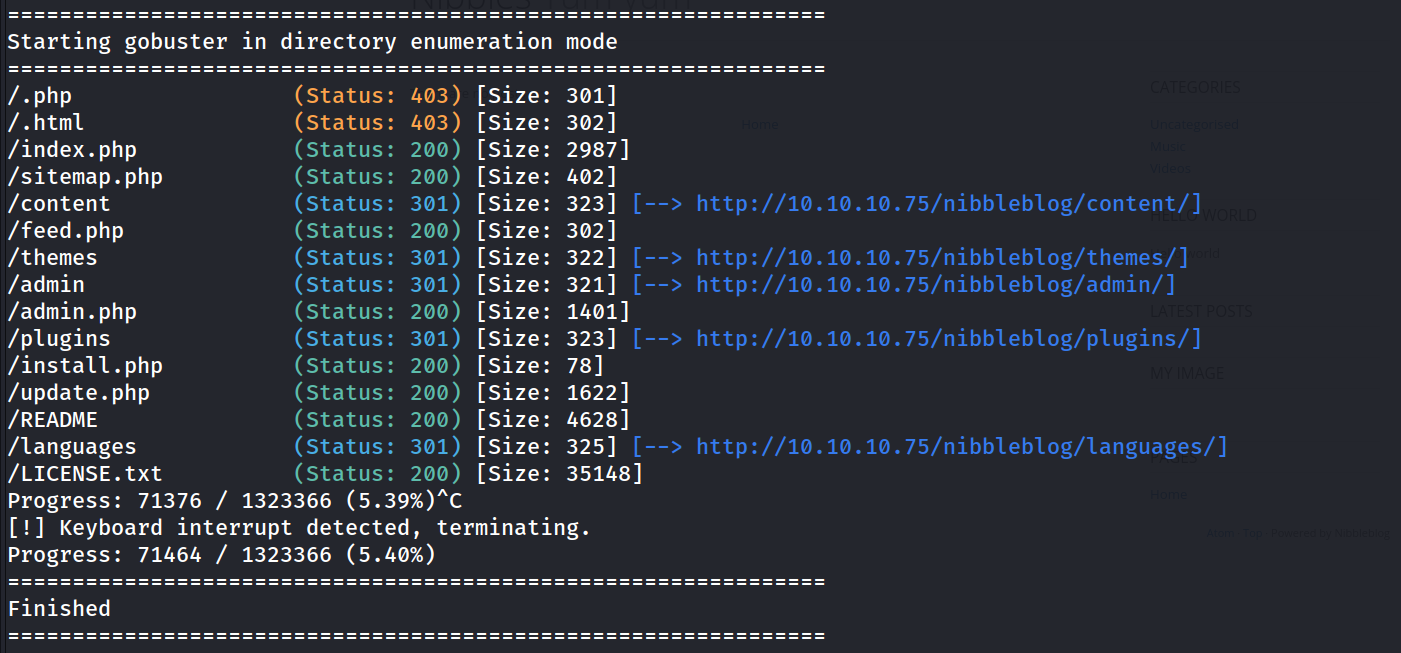 ===============================================================
Starting gobuster in directory enumeration mode
===============================================================
/.php                 (Status: 403) [Size: 301]
/.html                (Status: 403) [Size: 302]
/index.php            (Status: 200) [Size: 2987]
/sitemap.php          (Status: 200) [Size: 402]
/content              (Status: 301) [Size: 323] [--> http://10.10.10.75/nibbleblog/content/]
/feed.php             (Status: 200) [Size: 302]
/themes               (Status: 301) [Size: 322] [--> http://10.10.10.75/nibbleblog/themes/]
/admin                (Status: 301) [Size: 321] [--> http://10.10.10.75/nibbleblog/admin/]
/admin.php            (Status: 200) [Size: 1401]
/plugins              (Status: 301) [Size: 323] [--> http://10.10.10.75/nibbleblog/plugins/]
/install.php          (Status: 200) [Size: 78]
/update.php           (Status: 200) [Size: 1622]
/README               (Status: 200) [Size: 4628]
/languages            (Status: 301) [Size: 325] [--> http://10.10.10.75/nibbleblog/languages/]
/LICENSE.txt          (Status: 200) [Size: 35148]
Progress: 71376 / 1323366 (5.39%)^C
[!] Keyboard interrupt detected, terminating.
Progress: 71464 / 1323366 (5.40%)
===============================================================
Finished
===============================================================
Home
CATEGORIES
Uncategorised
Music
Videos
HELLO WORLD
LATEST POSTS
MY IMAGE
Home